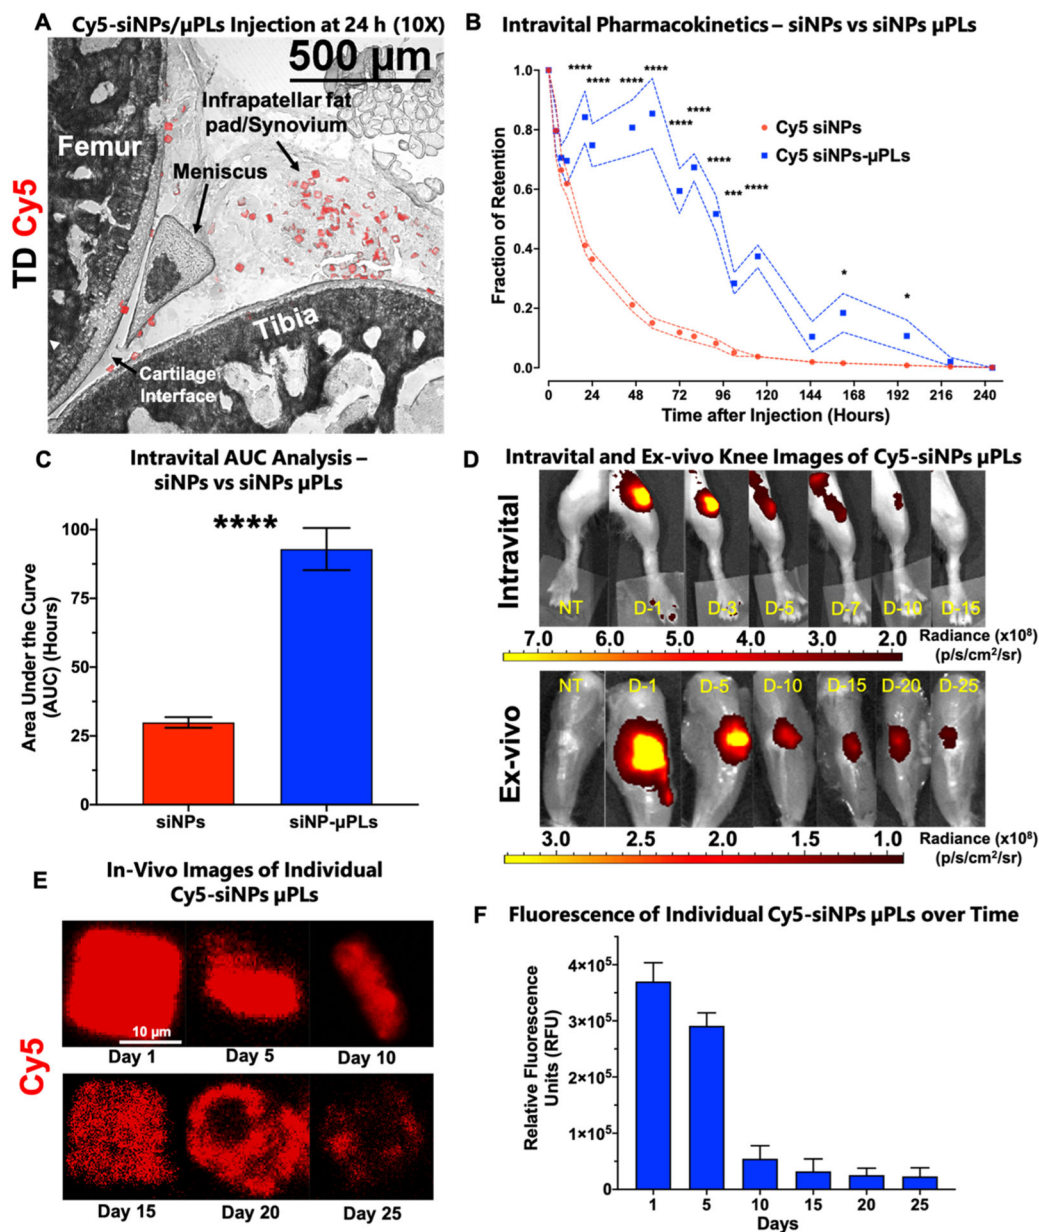 A Cy5-siNPs/µPLs Injection at 24 h (10X)
500 µm
Infrapatellar fat
pad/Synovium
Femur
Meniscus
TD Cy5
Tibia
Cartilage
Interface
B Intravital Pharmacokinetics – siNPs vs siNPs µPLs
Fraction of Retention
1.0
0.8
0.6
0.4
0.2
0.0
**** **** **** **** **** **** **** *** **** * *
Cy5 siNPs
Cy5 siNPs-µPLs
0 24 48 72 96 120 144 168 192 216 240
Time after Injection (Hours)
C Intravital AUC Analysis –
siNPs vs siNPs µPLs
Area Under the Curve
(AUC) (Hours)
100
75
50
25
0
****
siNPs siNP-µPLs
D Intravital and Ex-vivo Knee Images of Cy5-siNPs µPLs
Intravital
NT D-1 D-3 D-5 D-7 D-10 D-15
7.0 6.0 5.0 4.0 3.0 2.0 Radiance (x10⁸)
(p/s/cm²/sr)
Ex-vivo
NT D-1 D-5 D-10 D-15 D-20 D-25
3.0 2.5 2.0 1.5 1.0 Radiance (x10⁸)
(p/s/cm²/sr)
E In-Vivo Images of Individual
Cy5-siNPs µPLs
Cy5
10 µm
Day 1 Day 5 Day 10
Day 15 Day 20 Day 25
F Fluorescence of Individual Cy5-siNPs µPLs over Time
Relative Fluorescence
Units (RFU)
4×10⁵
3×10⁵
2×10⁵
1×10⁵
0
1 5 10 15 20 25
Days